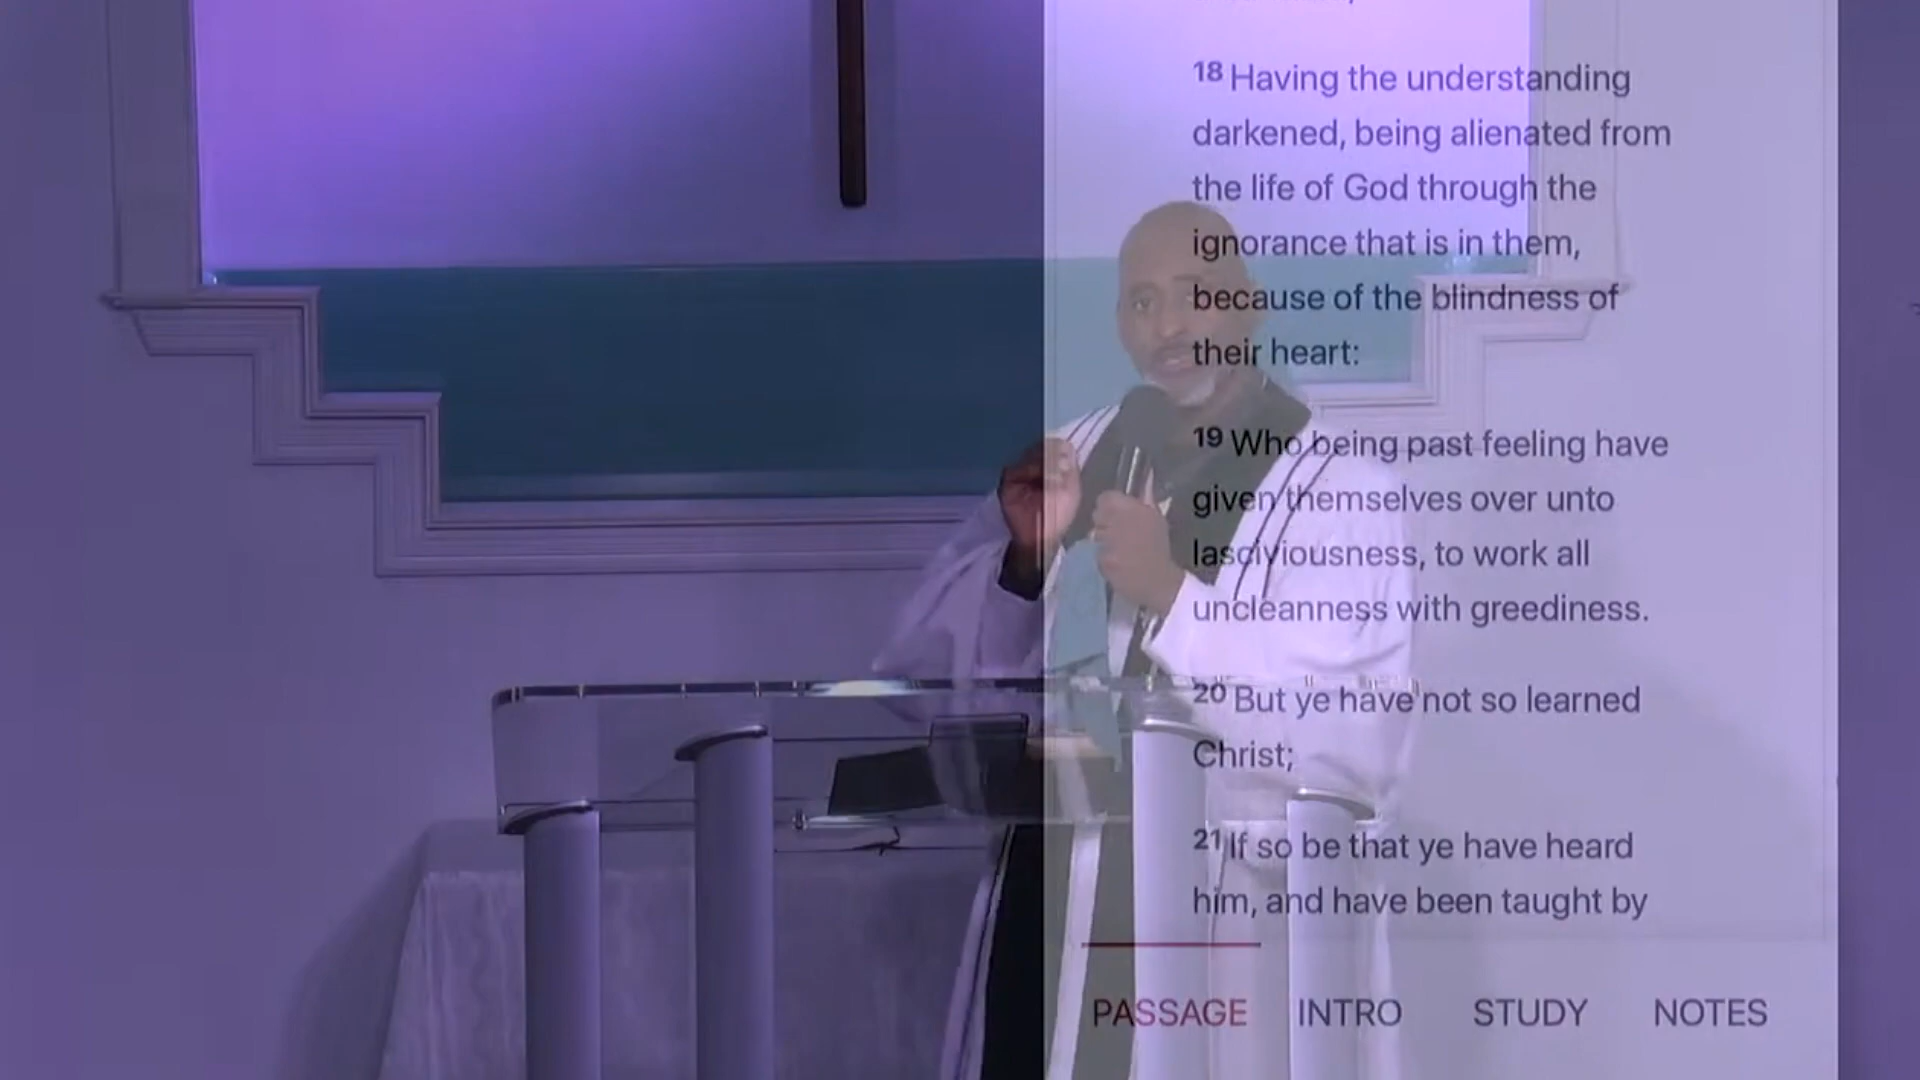 18 Having the understanding
darkened, being alienated from
the life of God through the
ignorance that is in them,
because of the blindness of
their heart:
19 Who being past feeling have
given themselves over unto
lasciviousness, to work all
uncleanness with greediness.
20 But ye have not so learned
Christ;
21 If so be that ye have heard
him, and have been taught by
PASSAGE INTRO STUDY NOTES